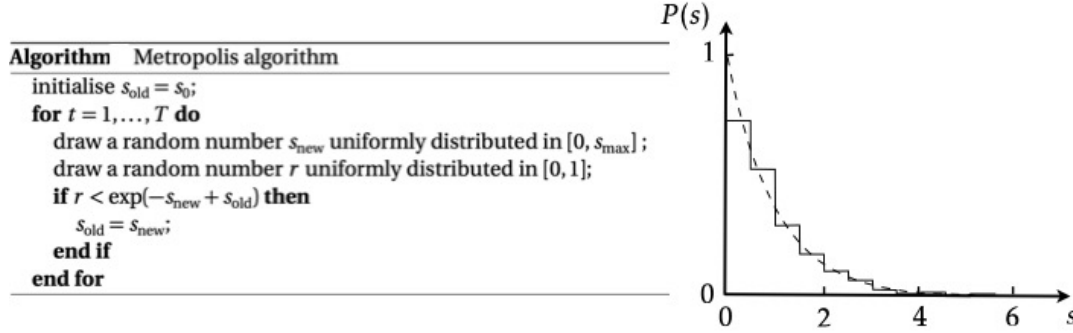 Algorithm Metropolis algorithm
initialise s_old = s_0;
for t = 1,..., T do
draw a random number s_new uniformly distributed in [0, s_max] ;
draw a random number r uniformly distributed in [0, 1];
if r < exp(−s_new + s_old) then
s_old = s_new;
end if
end for
P(s)
1
0
0 2 4 6 s